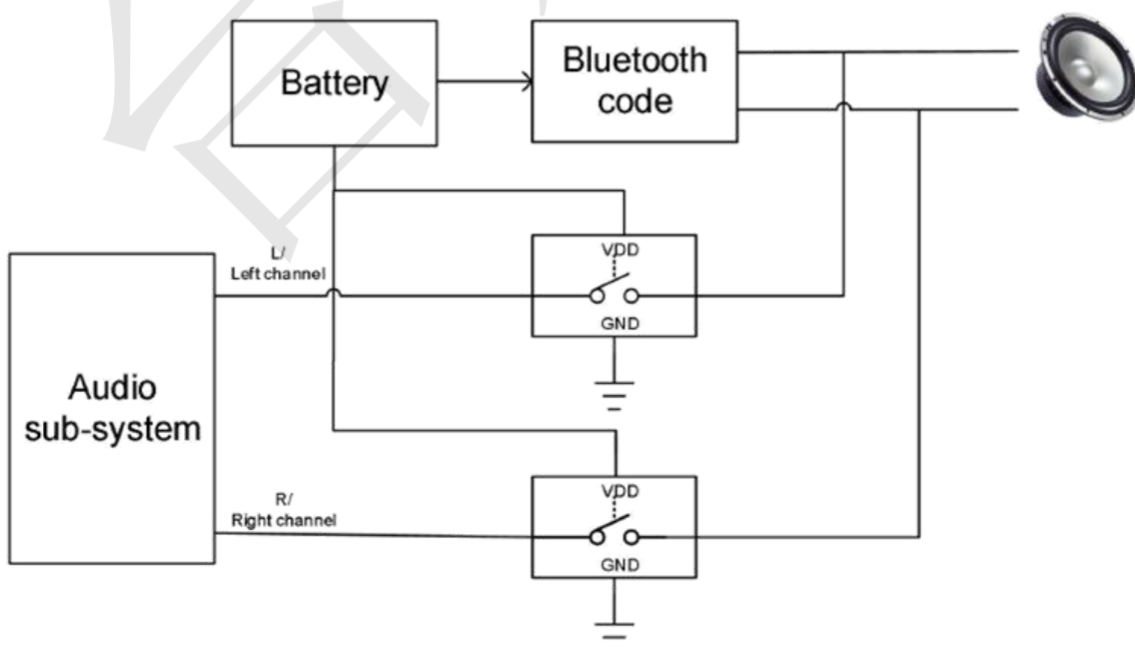 Battery
Bluetooth
code
VDD
GND
L/
Left channel
Audio
sub-system
R/
Right channel
VDD
GND